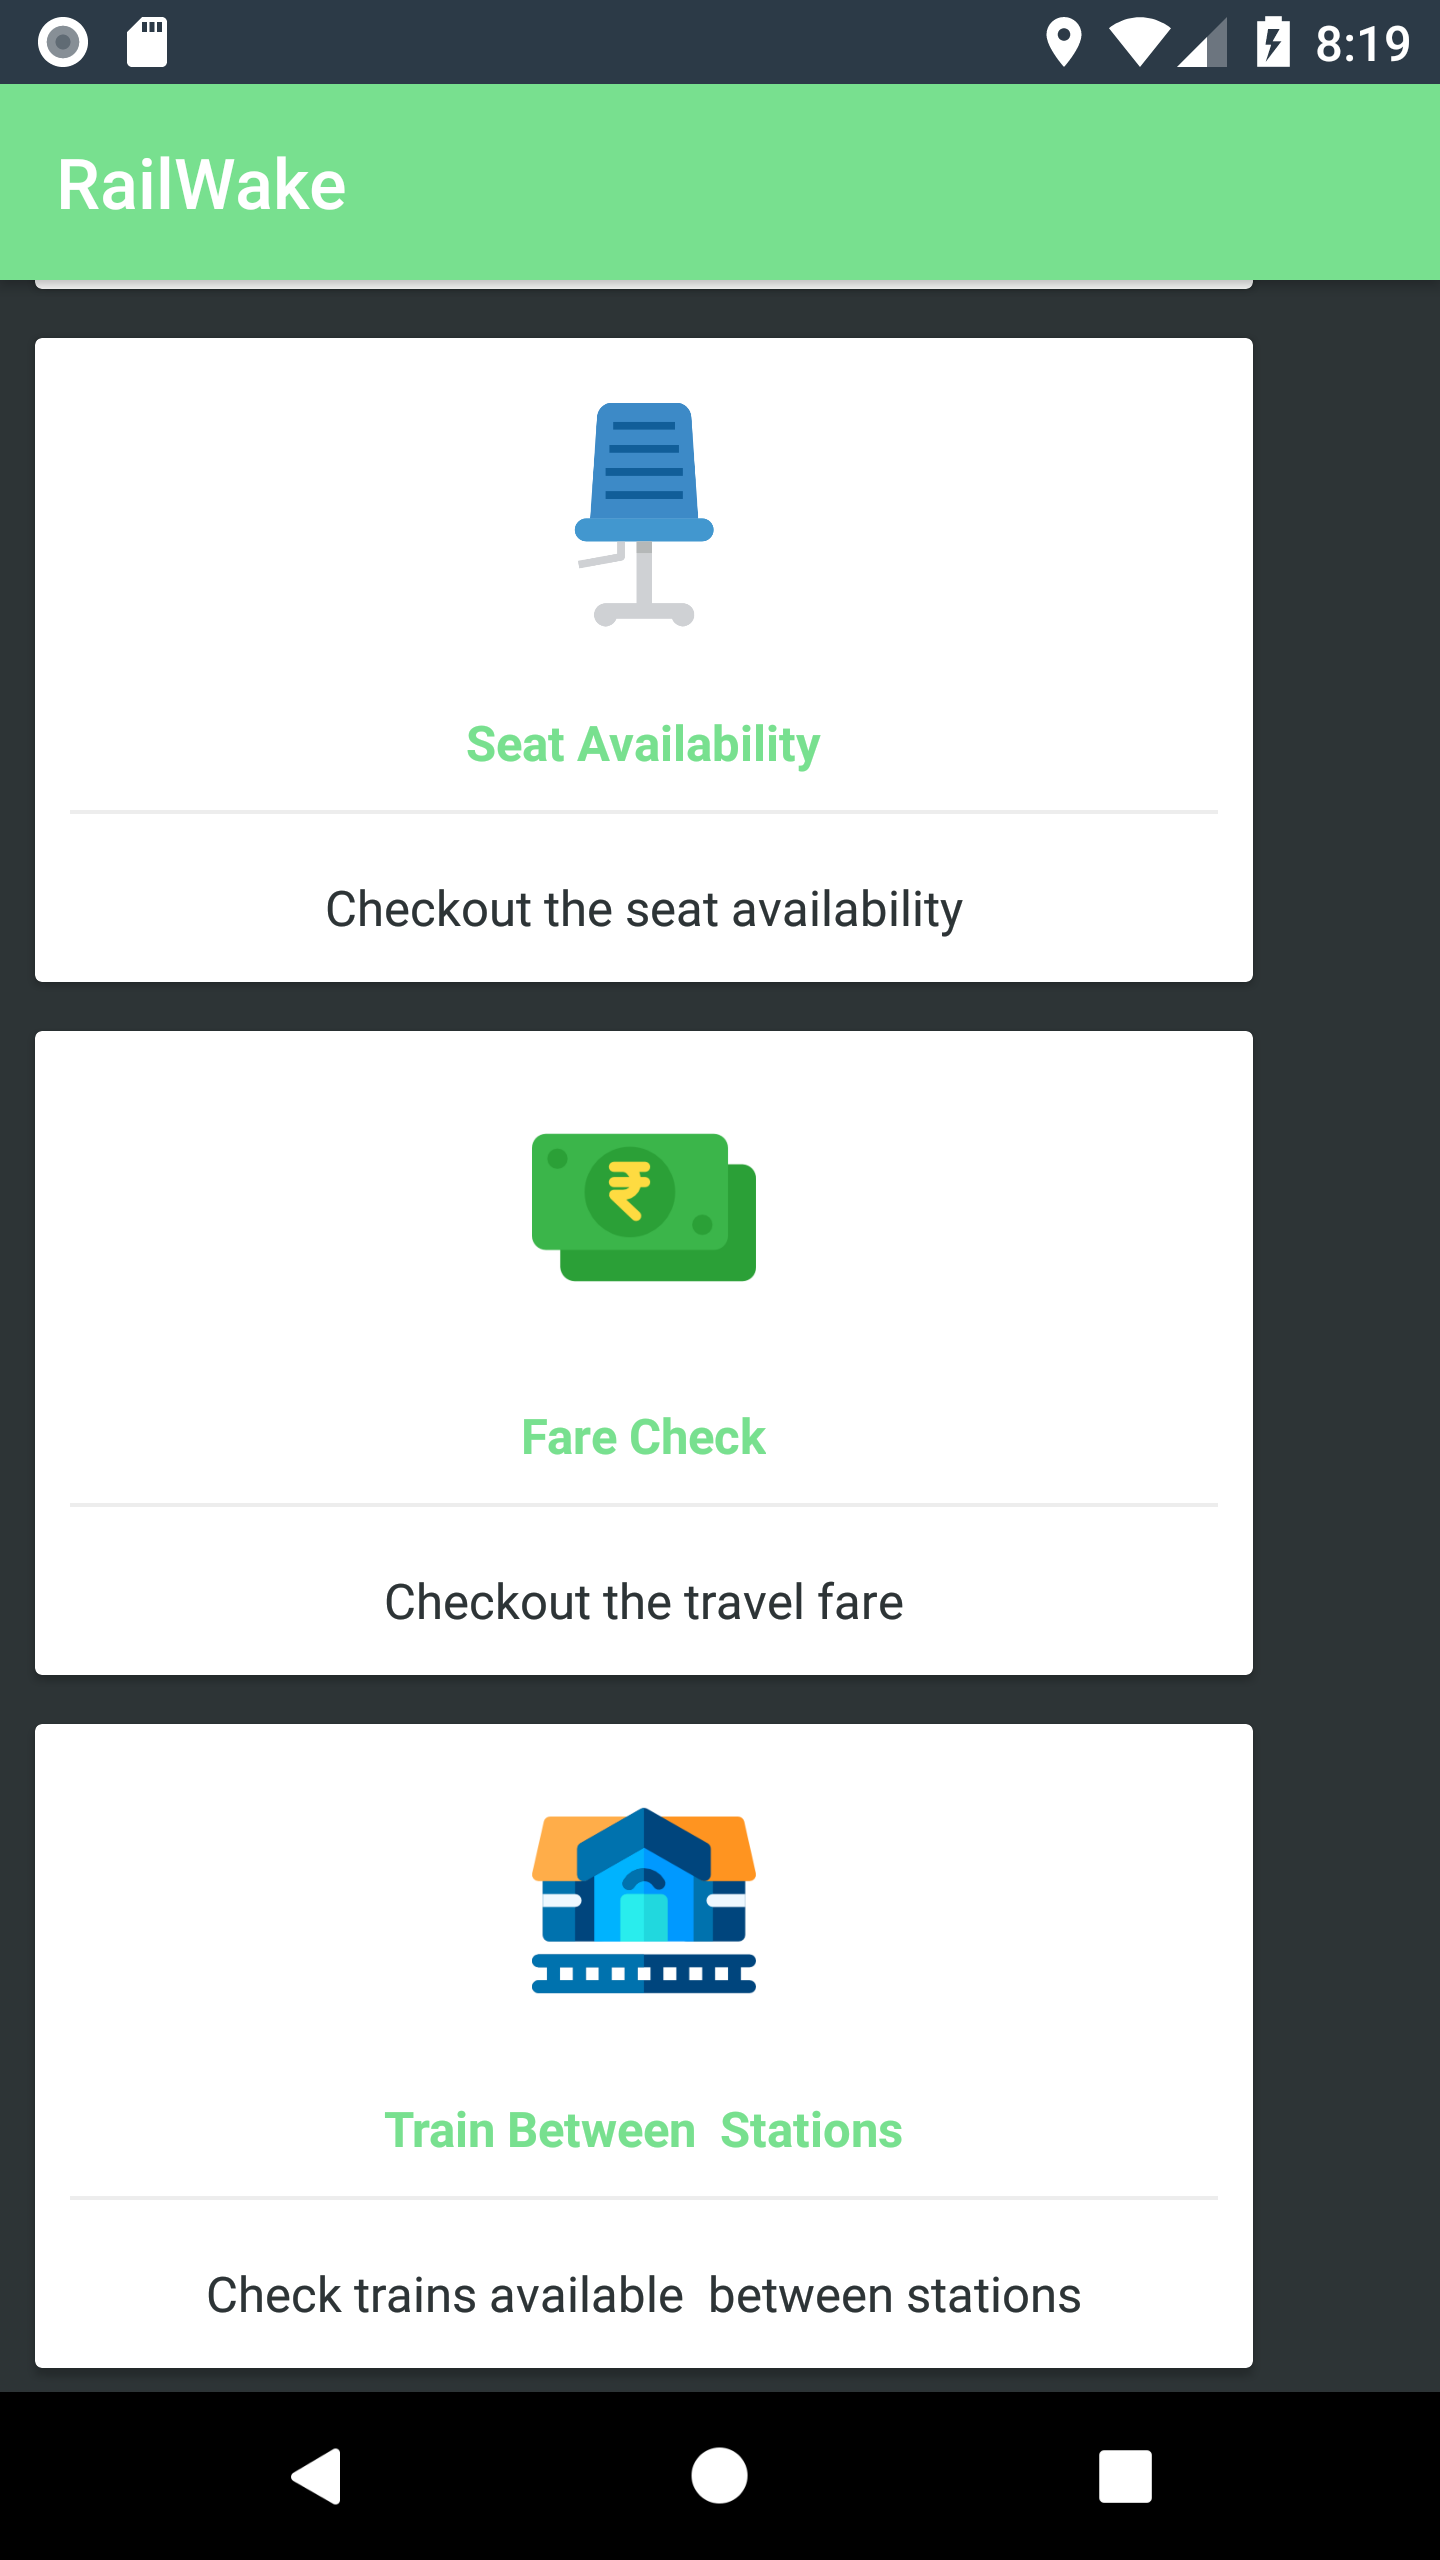 8:19
RailWake
Seat Availability
Checkout the seat availability
₹
Fare Check
Checkout the travel fare
Train Between  Stations
Check trains available  between stations